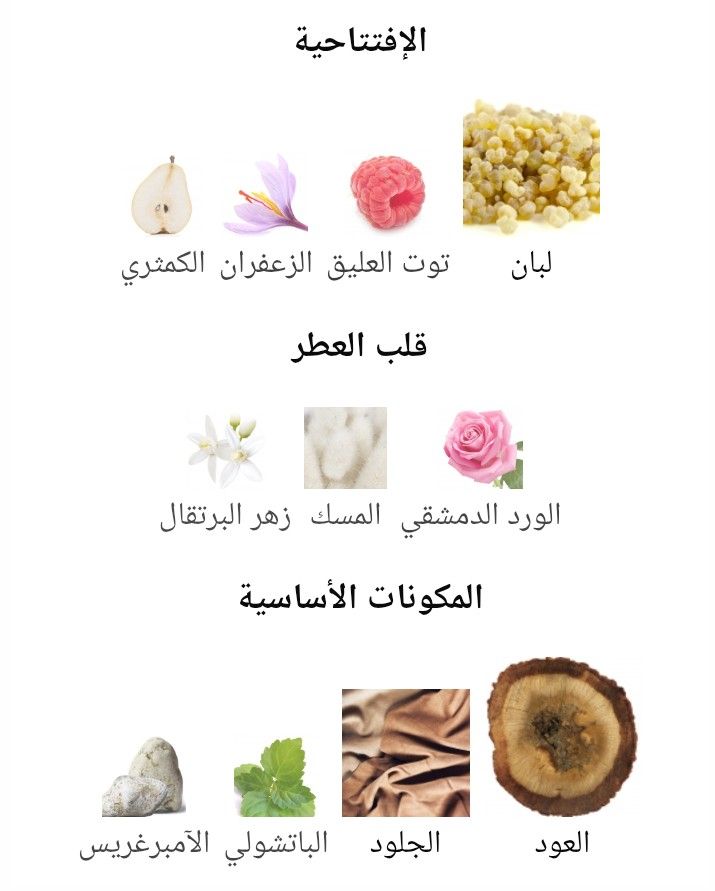 الإفتتاحية
لبان توت العليق الزعفران الكمثري
قلب العطر
الورد الدمشقي المسك زهر البرتقال
المكونات الأساسية
العود الجلود الباتشولي الآمبرغريس